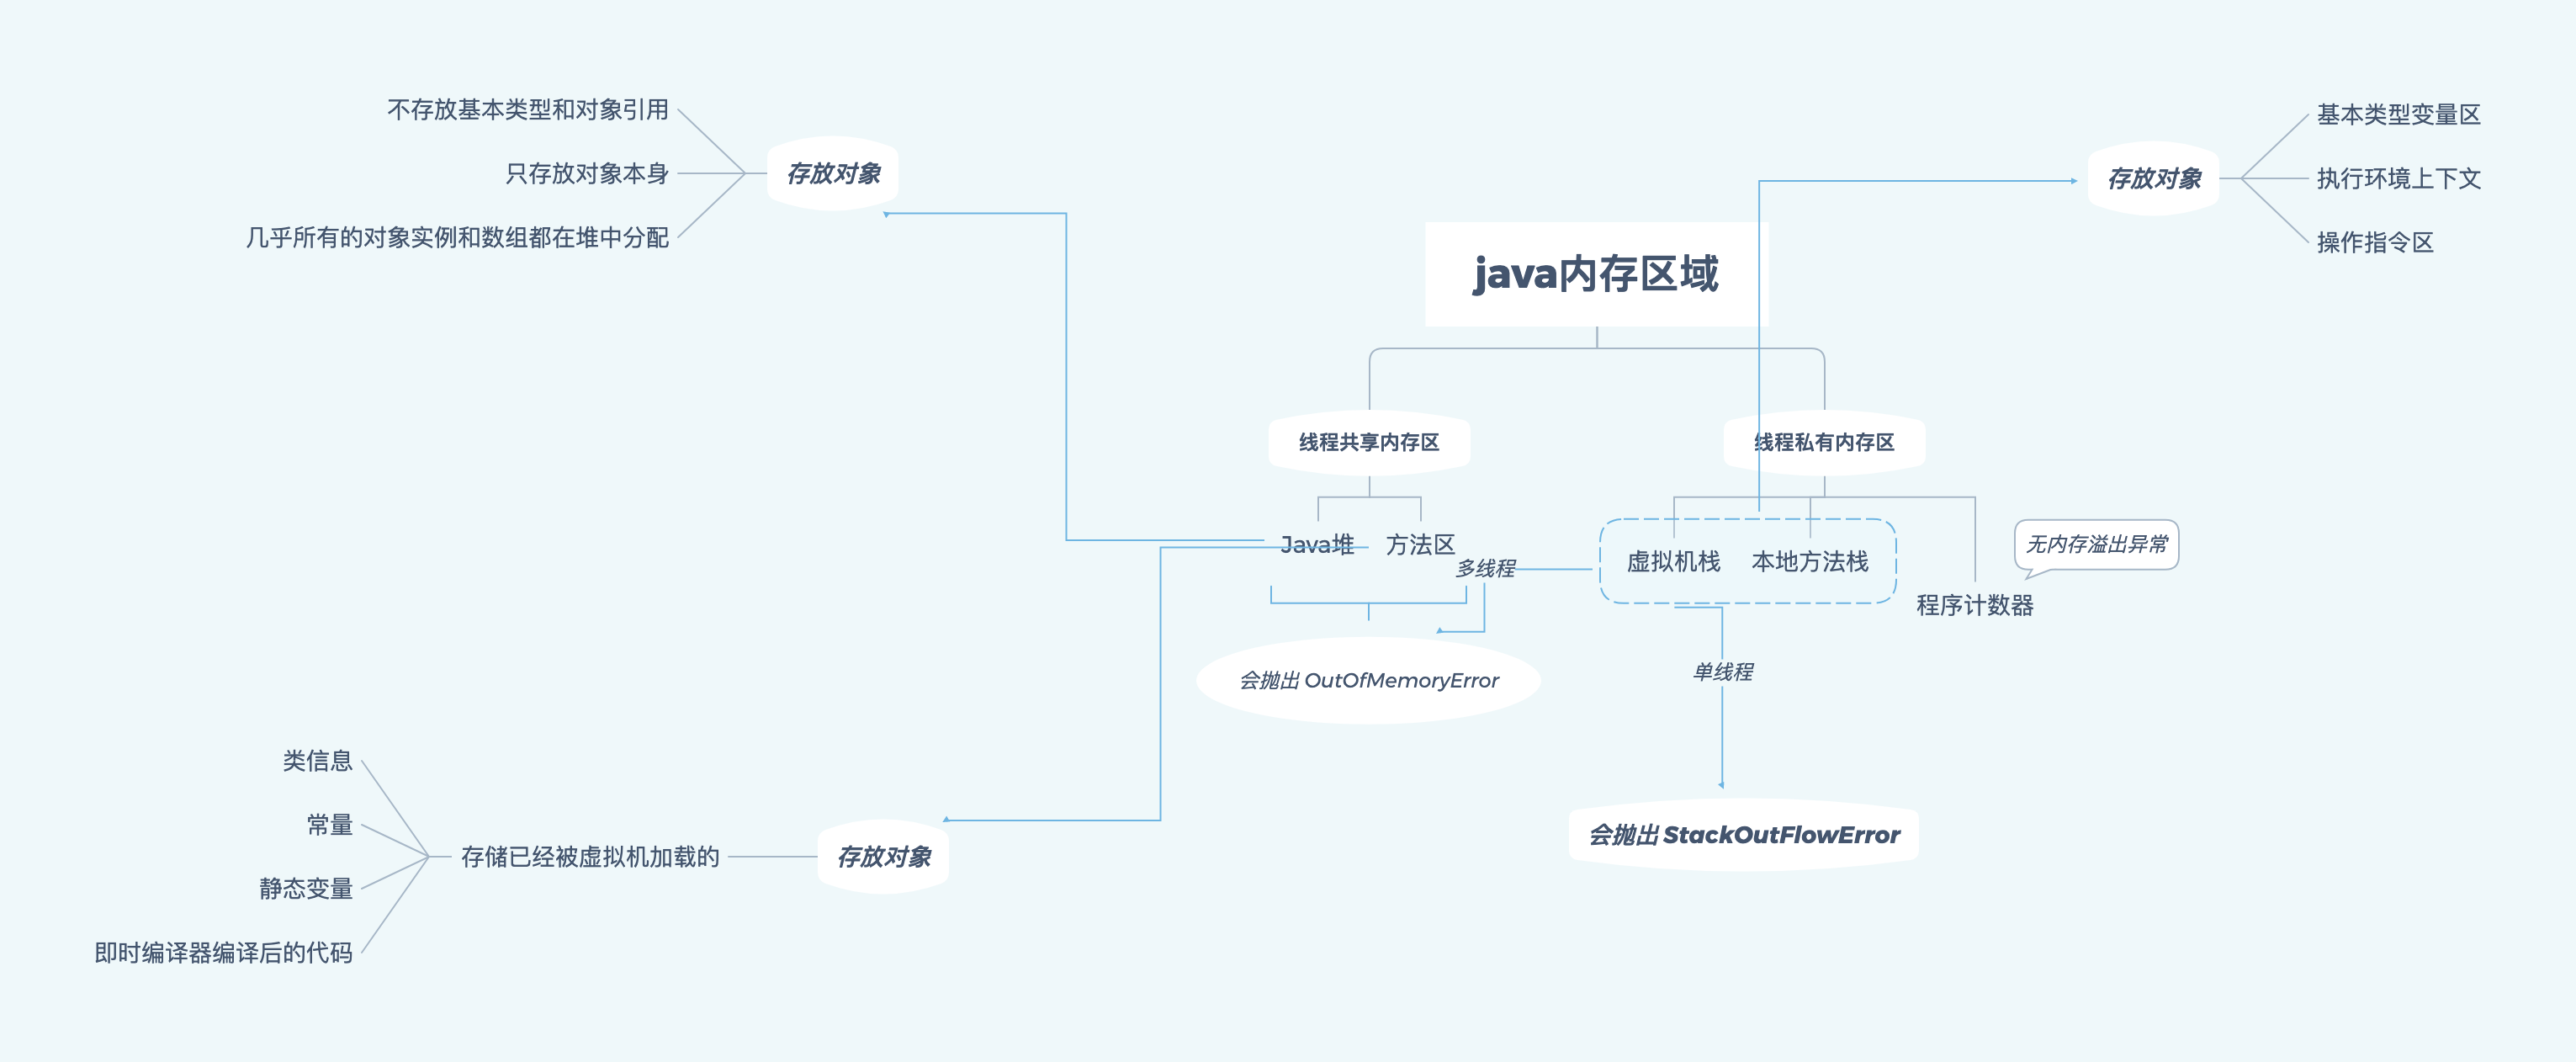 java内存区域
线程共享内存区
线程私有内存区
Java堆
方法区
虚拟机栈
本地方法栈
程序计数器
无内存溢出异常
多线程
会抛出 OutOfMemoryError
单线程
会抛出 StackOutFlowError
存放对象
不存放基本类型和对象引用
只存放对象本身
几乎所有的对象实例和数组都在堆中分配
存放对象
基本类型变量区
执行环境上下文
操作指令区
存放对象
存储已经被虚拟机加载的
类信息
常量
静态变量
即时编译器编译后的代码